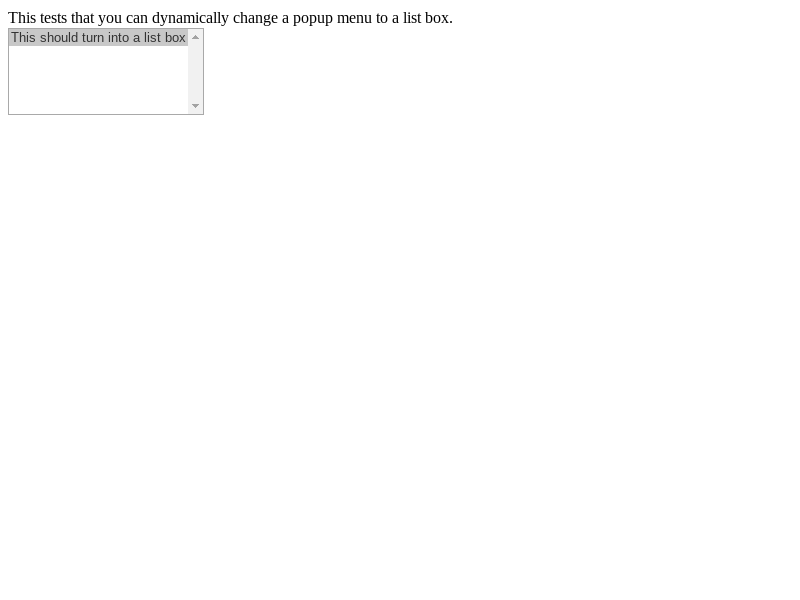 This tests that you can dynamically change a popup menu to a list box.
This should turn into a list box